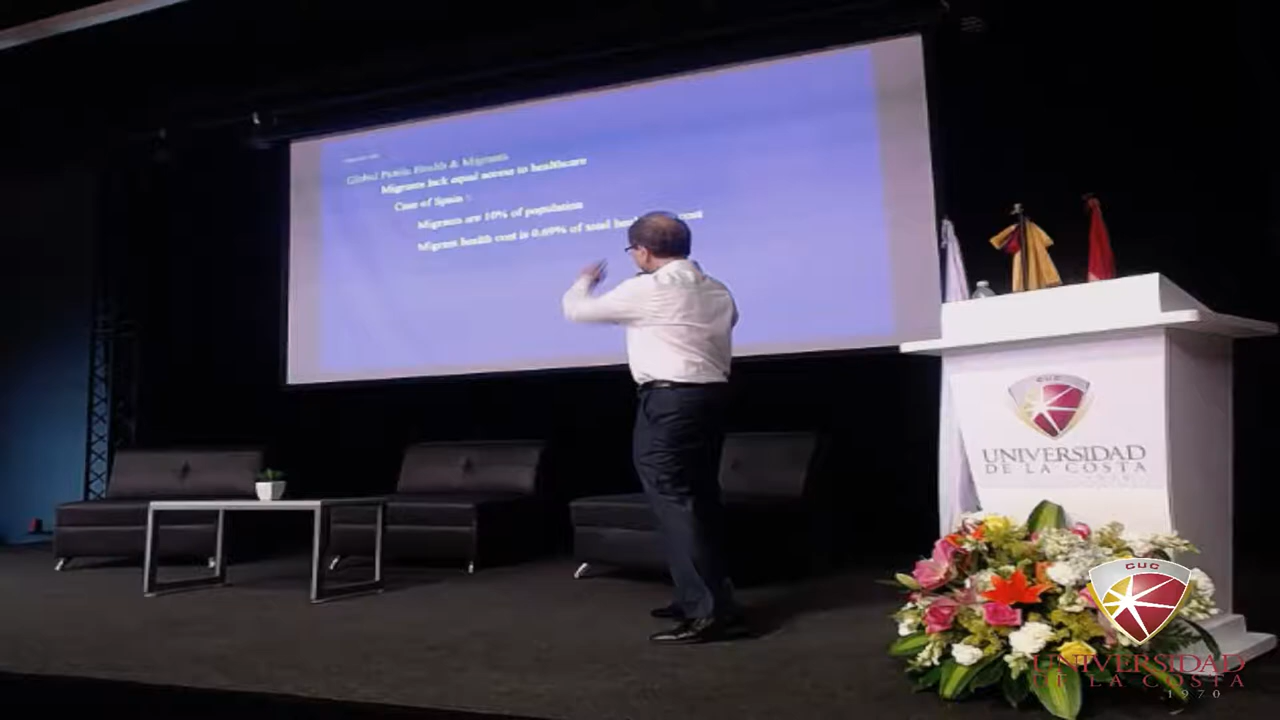 Global Public Health & Migrants
Migrants lack equal access to healthcare
Case of Spain :
Migrants are 10% of population
Migrant health cost is 0.69% of total cost
CUC
UNIVERSIDAD
DE LA COSTA
CUC
UNIVERSIDAD
DE LA COSTA
1970